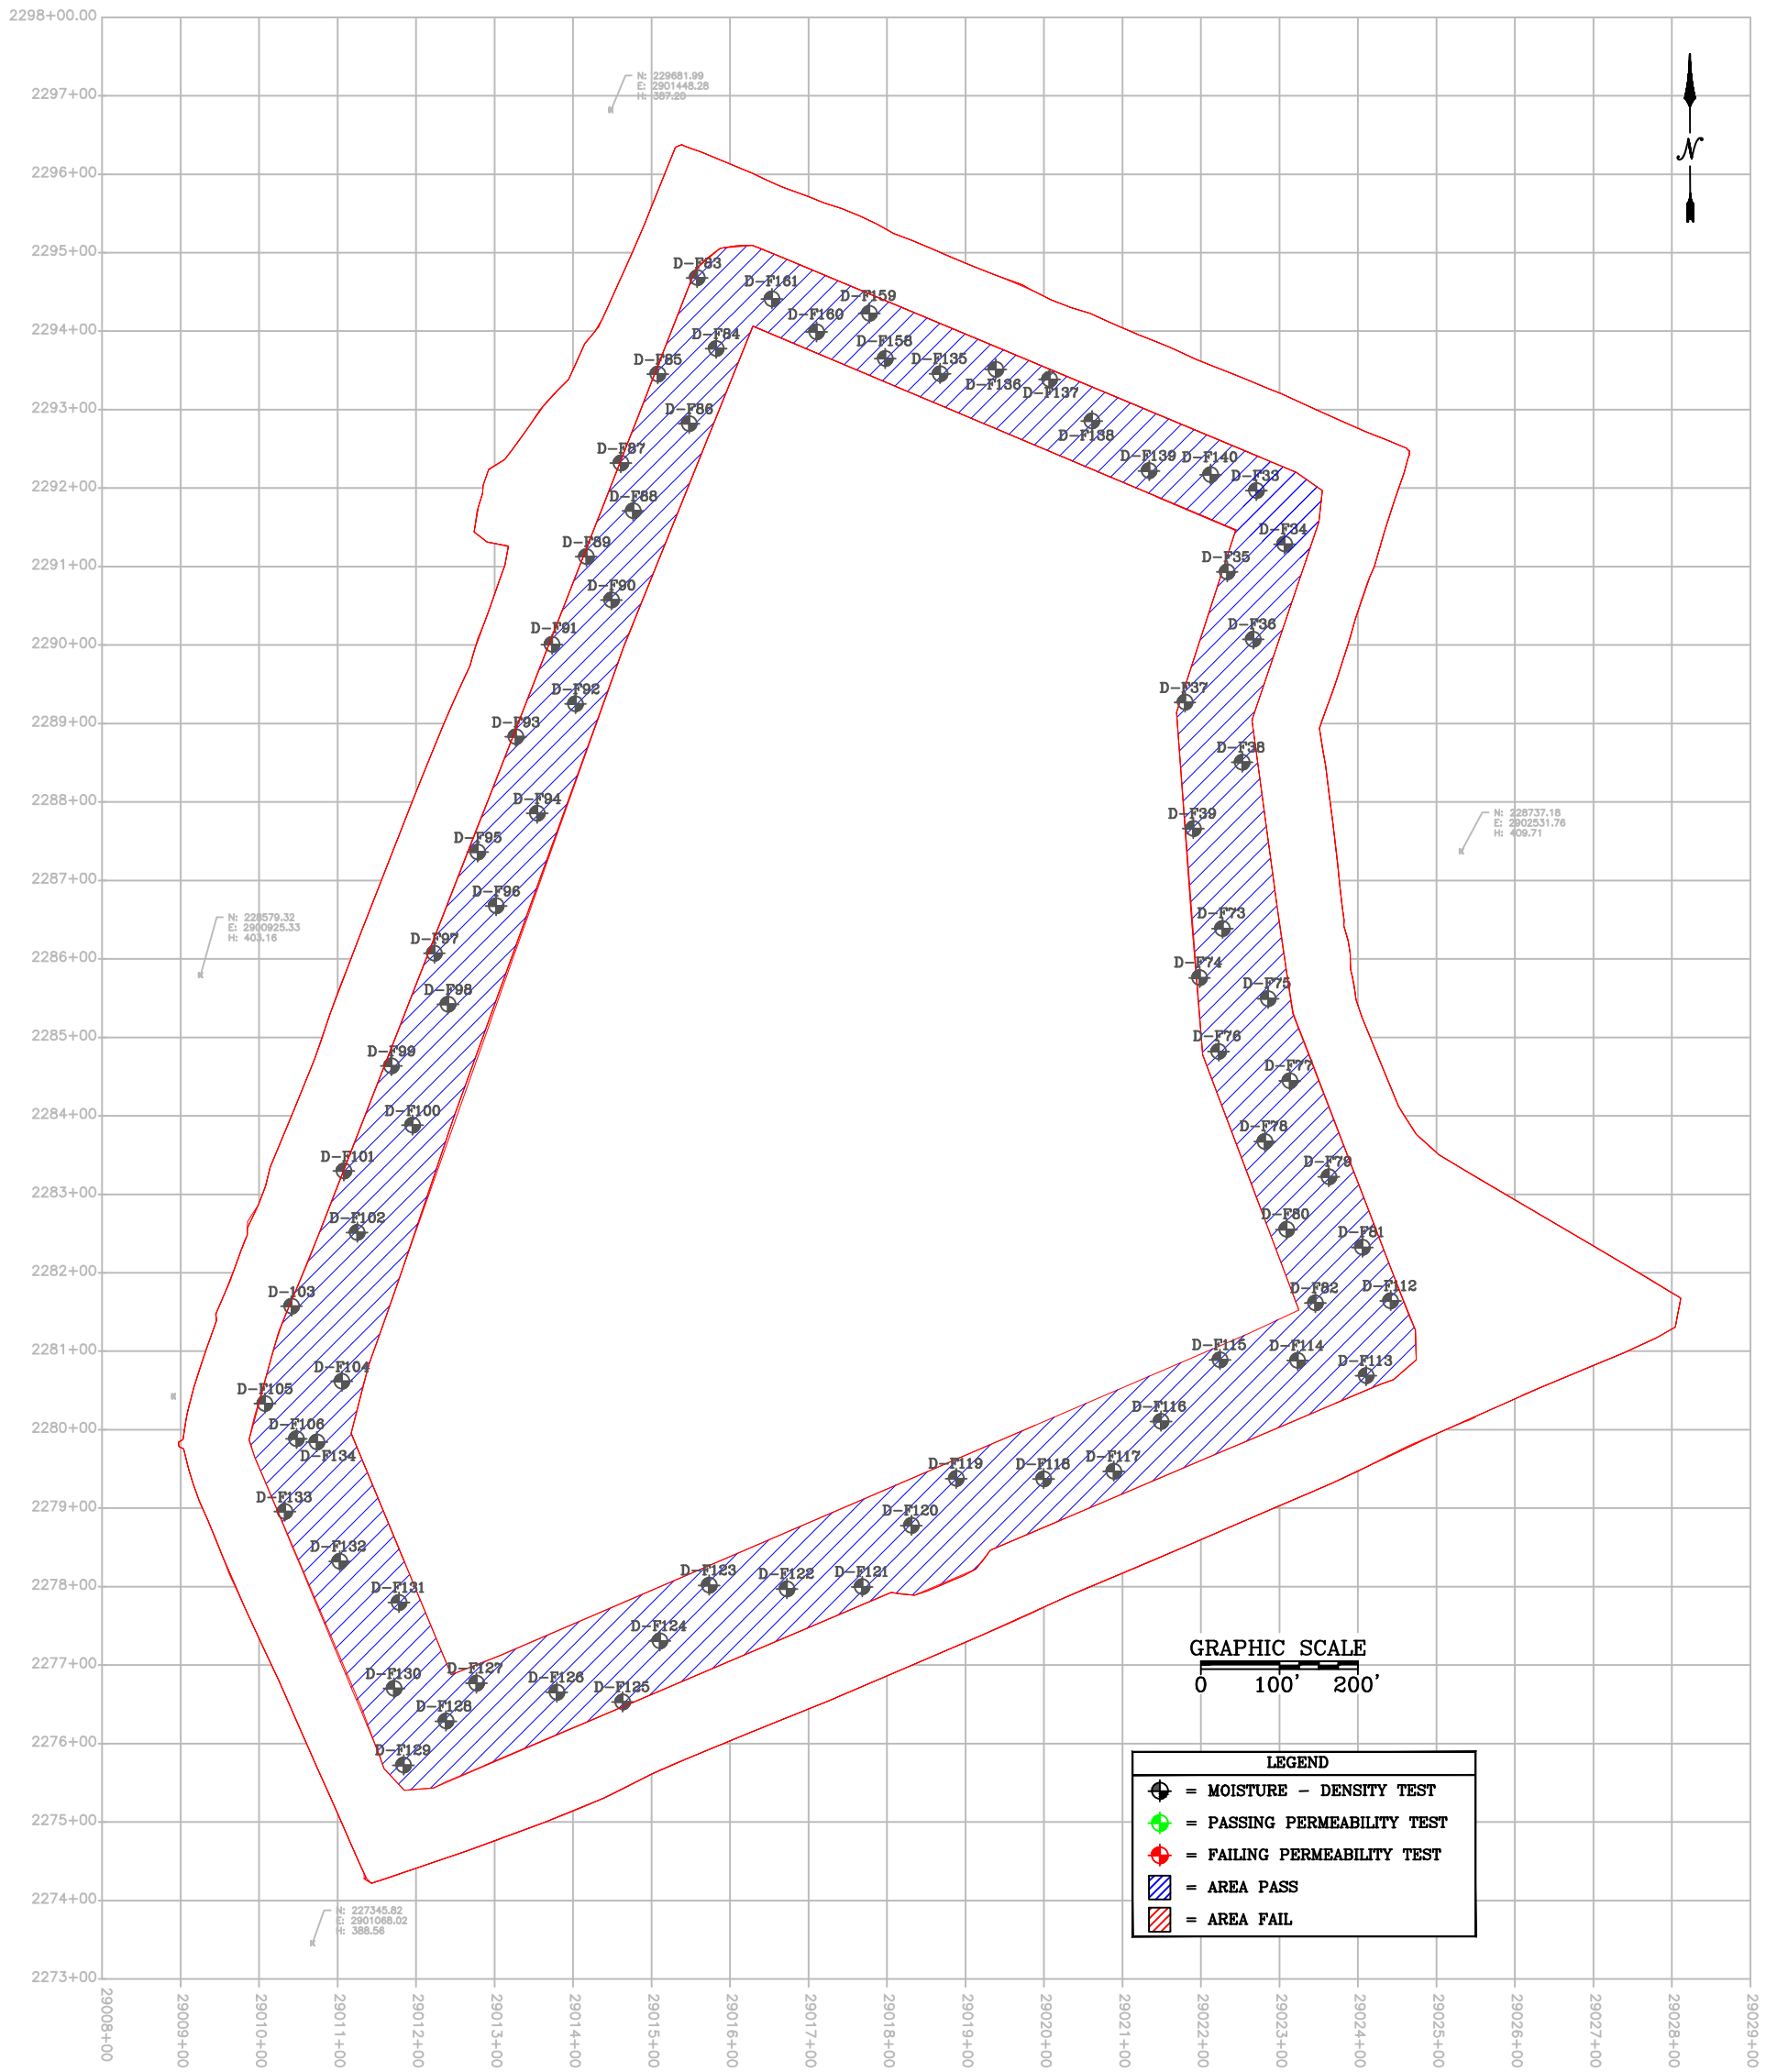 2298+00.00
N: 229681.99
E: 2901448.28
H: 387.20
2297+00
N
2296+00
2295+00
D-F83
D-F161
D-F159
2294+00
D-F160
D-F84
D-F158
D-F85
D-F135
D-F136
D-F137
2293+00
D-F86
D-F138
D-F87
D-F139
D-F140
D-F33
2292+00
D-F88
D-F34
D-F89
D-F35
2291+00
D-F90
D-F91
D-F36
2290+00
D-F92
D-F37
2289+00
D-F93
D-F38
2288+00
D-F94
D-F39
N: 228737.18
E: 2902531.76
H: 409.71
D-F95
2287+00
D-F96
N: 228579.32
E: 2900925.33
H: 403.16
D-F73
D-F97
2286+00
D-F74
D-F98
D-F75
2285+00
D-F76
D-F99
D-F77
2284+00
D-F100
D-F78
D-F101
D-F79
2283+00
D-F102
D-F80
D-F81
2282+00
D-103
D-F82
D-F112
2281+00
D-F115
D-F114
D-F104
D-F113
D-F105
D-F116
2280+00
D-F106
D-F134
D-F119
D-F118
D-F117
2279+00
D-F133
D-F120
D-F132
2278+00
D-F131
D-F123
D-F122
D-F121
D-F124
GRAPHIC SCALE
2277+00
D-F130
D-F127
D-F126
D-F125
0 100' 200'
D-F128
2276+00
D-F129
LEGEND
= MOISTURE - DENSITY TEST
2275+00
= PASSING PERMEABILITY TEST
= FAILING PERMEABILITY TEST
= AREA PASS
2274+00
= AREA FAIL
N: 227345.82
E: 2901068.02
H: 388.56
2273+00
29008+00
29009+00
29010+00
29011+00
29012+00
29013+00
29014+00
29015+00
29016+00
29017+00
29018+00
29019+00
29020+00
29021+00
29022+00
29023+00
29024+00
29025+00
29026+00
29027+00
29028+00
29029+00